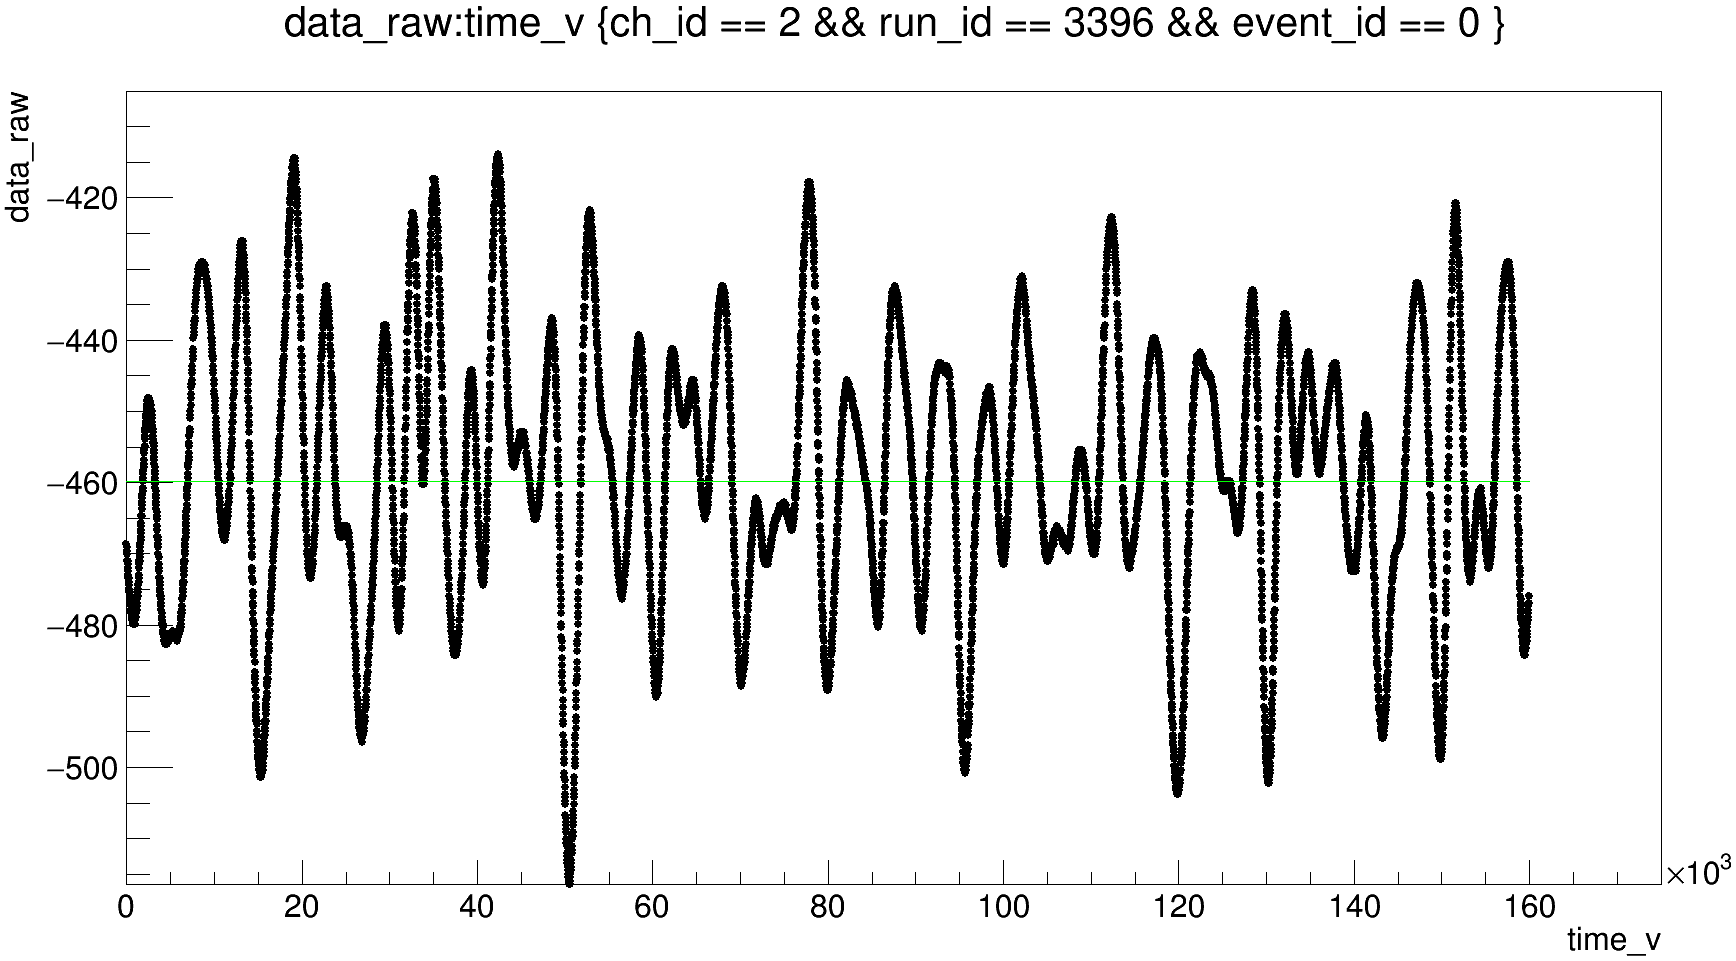 data_raw:time_v {ch_id == 2 && run_id == 3396 && event_id == 0 }
data_raw
−420
−440
−460
−480
−500
0 20 40 60 80 100 120 140 160
×10³
time_v